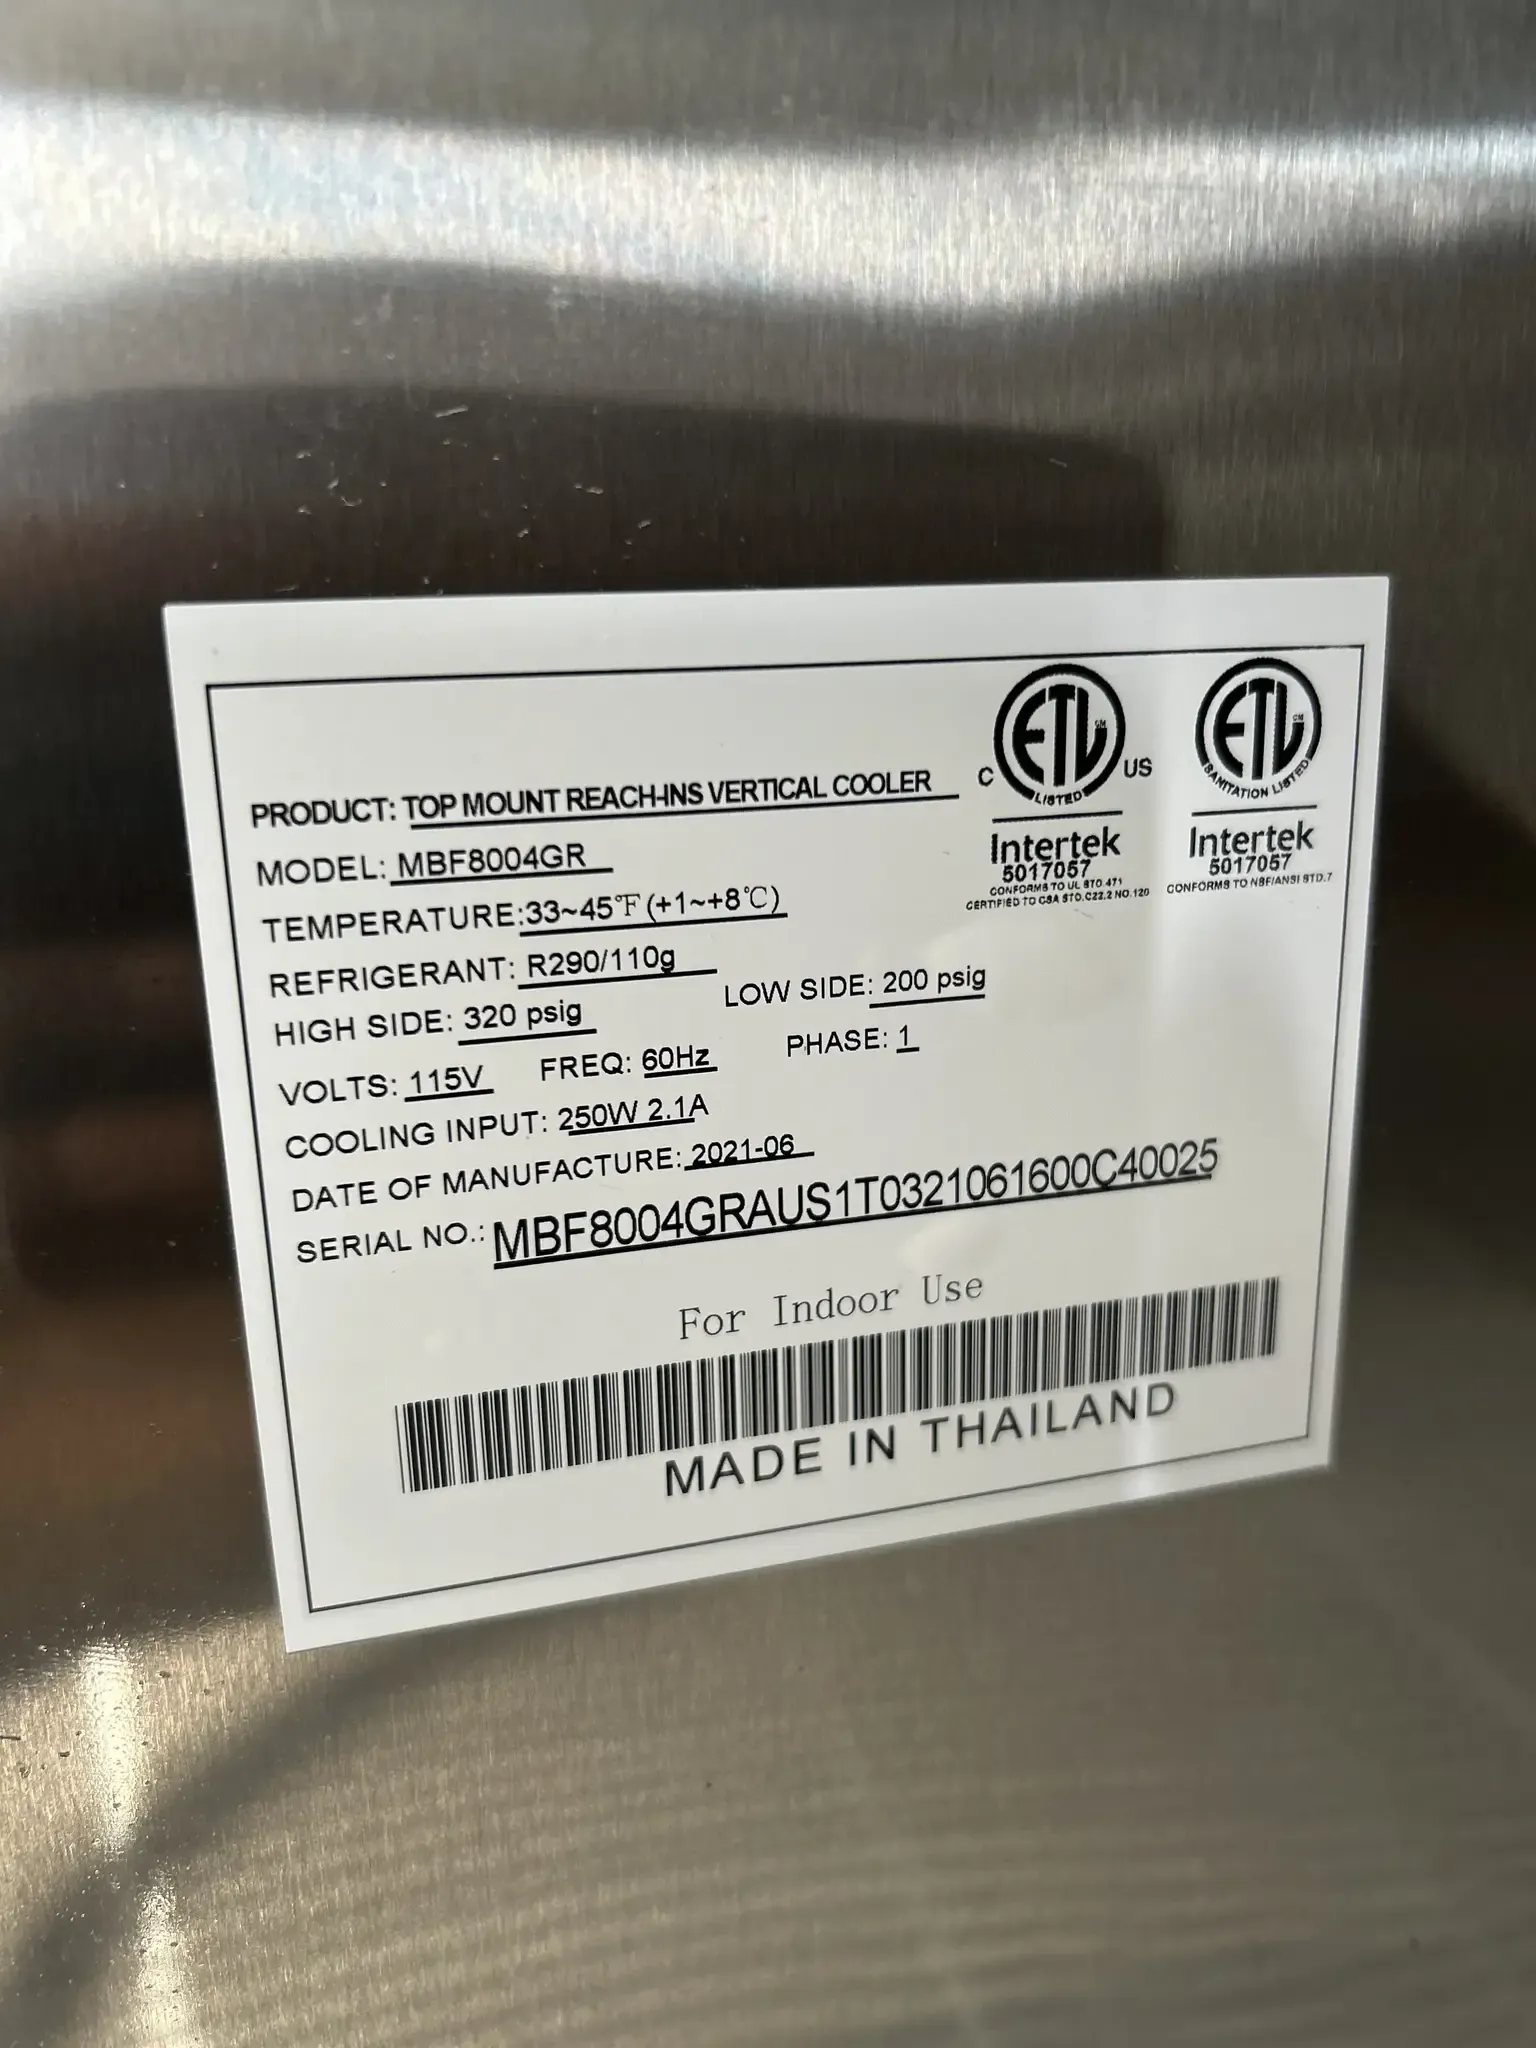 PRODUCT: TOP MOUNT REACH-INS VERTICAL COOLER
MODEL: MBF8004GR
TEMPERATURE:33~45℉ (+1~+8℃)
REFRIGERANT: R290/110g
HIGH SIDE: 320 psig LOW SIDE: 200 psig
VOLTS: 115V FREQ: 60Hz PHASE: 1
COOLING INPUT: 250W 2.1A
DATE OF MANUFACTURE: 2021-06
SERIAL NO.: MBF8004GRAUS1T0321061600C40025
For Indoor Use
MADE IN THAILAND
C ETL CM US
LISTED
Intertek
5017057
CONFORMS TO UL STD.471
CERTIFIED TO CSA STD.C22.2 NO.120
ETL CM
SANITATION LISTED
Intertek
5017057
CONFORMS TO NSF/ANSI STD.7